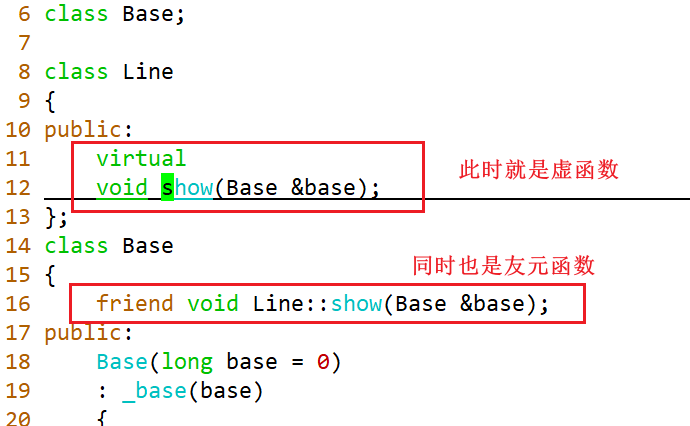 6 class Base;
7
8 class Line
9 {
10 public:
11     virtual
12     void show(Base &base);
此时就是虚函数
13 };
14 class Base
15 {
同时也是友元函数
16     friend void Line::show(Base &base);
17 public:
18     Base(long base = 0)
19     : _base(base)
20     {